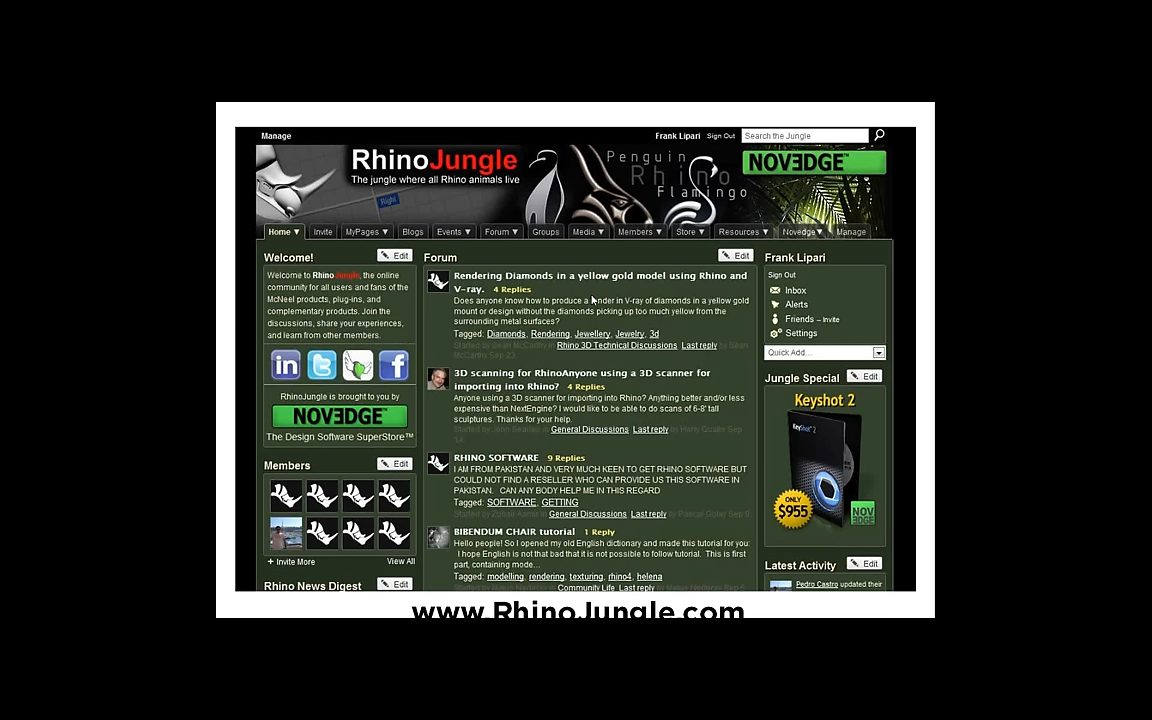 Manage
Frank Lipari Sign Out Search the Jungle
RhinoJungle
The jungle where all Rhino animals live
Right
Penguin
Rhino
Flamingo
NOVEDGE™
Home ▼ Invite MyPages ▼ Blogs Events ▼ Forum ▼ Groups Media ▼ Members ▼ Store ▼ Resources ▼ Novedge ▼ Manage
Welcome! Edit
Welcome to Rhino Jungle, the online
community for all users and fans of the
McNeel products, plug-ins, and
complementary products. Join the
discussions, share your experiences,
and learn from other members.
RhinoJungle is brought to you by
NOVEDGE™
The Design Software SuperStore™
Members Edit
+ Invite More View All
Rhino News Digest Edit
Forum Edit
Rendering Diamonds in a yellow gold model using Rhino and
V-ray. 4 Replies
Does anyone know how to produce a render in V-ray of diamonds in a yellow gold
mount or design without the diamonds picking up too much yellow from the
surrounding metal surfaces?
Tagged: Diamonds, Rendering, Jewellery, Jewelry, 3d
Rhino 3D Technical Discussions Last reply
3D scanning for RhinoAnyone using a 3D scanner for
importing into Rhino? 4 Replies
Anyone using a 3D scanner for importing into Rhino? Anything better and/or less
expensive than NextEngine? I would like to be able to do scans of 6-8' tall
sculptures. Thanks for your help.
General Discussions Last reply
RHINO SOFTWARE 9 Replies
I AM FROM PAKISTAN AND VERY MUCH KEEN TO GET RHINO SOFTWARE BUT
COULD NOT FIND A RESELLER WHO CAN PROVIDE US THIS SOFTWARE IN
PAKISTAN. CAN ANY BODY HELP ME IN THIS REGARD
Tagged: SOFTWARE, GETTING
General Discussions Last reply
BIBENDUM CHAIR tutorial 1 Reply
Hello people! So I opened my old English dictionary and made this tutorial for you:
I hope English is not that bad that it is not possible to follow tutorial. This is first
part, containing mode...
Tagged: modelling, rendering, texturing, rhino4, helena
Community Life Last reply
Frank Lipari
Sign Out
Inbox
Alerts
Friends – Invite
Settings
Quick Add...
Jungle Special Edit
Keyshot 2
KeyShot 2
ONLY
$955
NOV
EDGE
Latest Activity Edit
Pedro Castro updated their
www.RhinoJungle.com